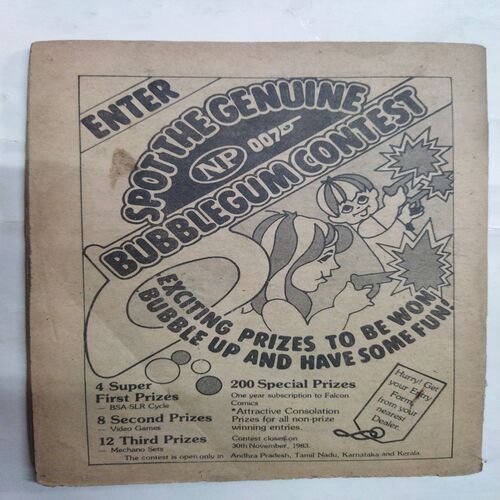 ENTER
SPOT THE GENUINE
NP 007
BUBBLEGUM CONTEST
EXCITING PRIZES TO BE WON!
BUBBLE UP AND HAVE SOME FUN!
4 Super
First Prizes
— BSA-SLR Cycle
8 Second Prizes
— Video Games
12 Third Prizes
— Mechano Sets
200 Special Prizes
One year subscription to Falcon
Comics
*Attractive Consolation
Prizes for all non-prize
winning entries.
Contest closes on
30th November, 1983.
Hurry! Get
your Entry
Form from
your nearest
Dealer.
The contest is open only in Andhra Pradesh, Tamil Nadu, Karnataka and Kerala.